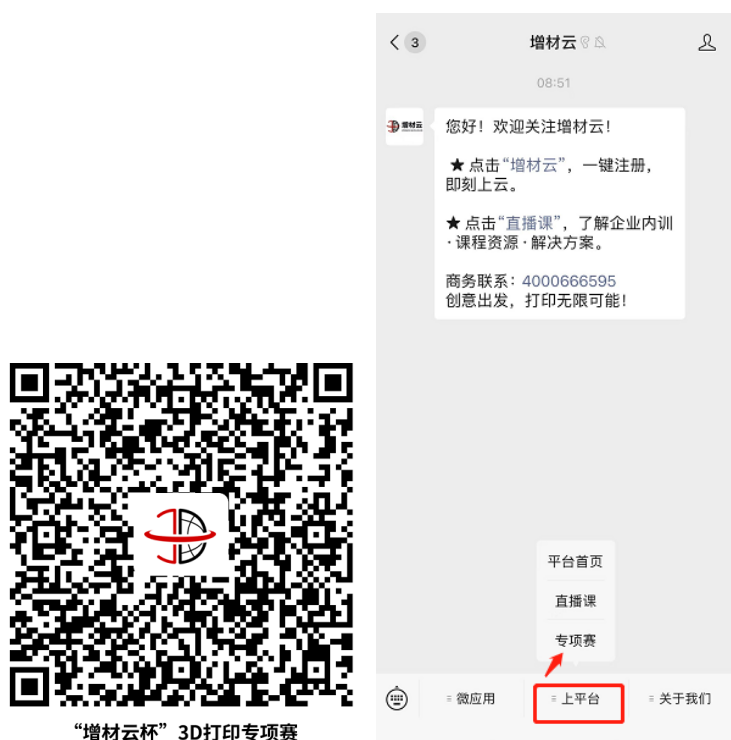 3
增材云
08:51
增材云
您好！欢迎关注增材云！
★ 点击“增材云”，一键注册，
即刻上云。
★ 点击“直播课”，了解企业内训
·课程资源·解决方案。
商务联系：4000666595
创意出发，打印无限可能！
平台首页
直播课
专项赛
微应用
上平台
关于我们
“增材云杯”3D打印专项赛